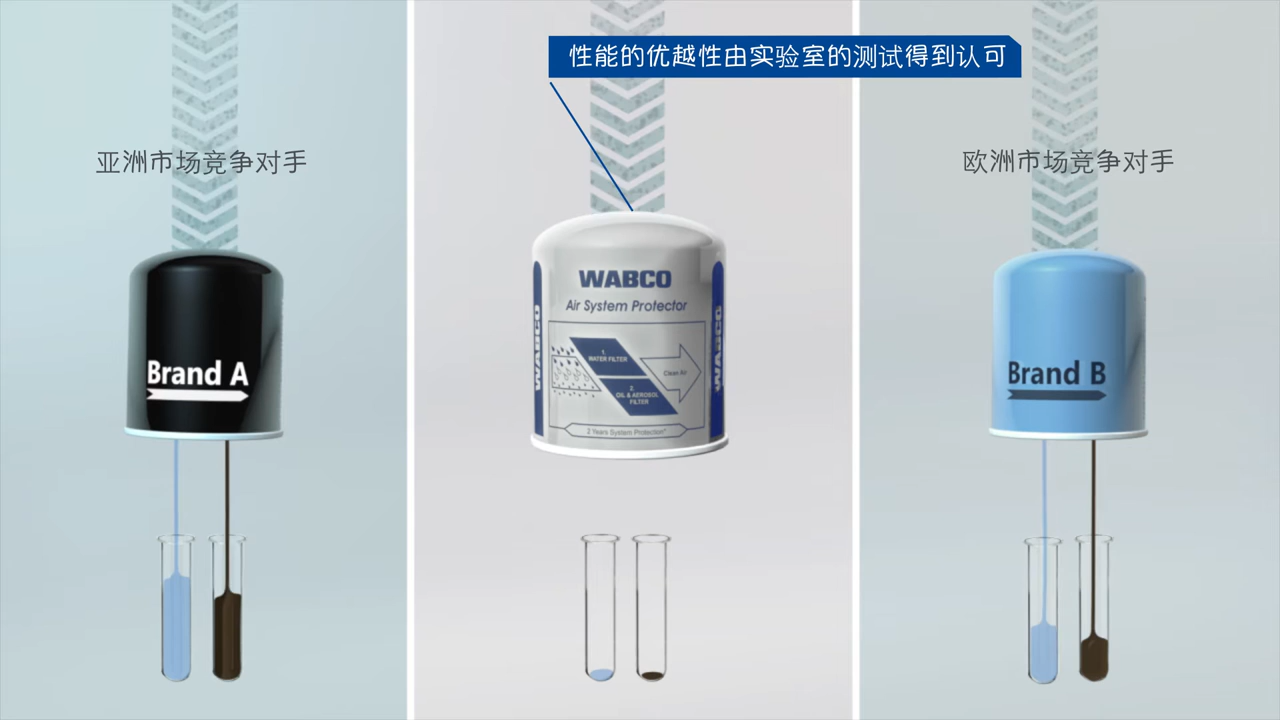 性能的优越性由实验室的测试得到认可
亚洲市场竞争对手
欧洲市场竞争对手
Brand A
WABCO
Air System Protector
WABCO
WABCO
1.
WATER FILTER
Clean Air
2.
OIL & AEROSOL
FILTER
2 Years System Protection*
Brand B